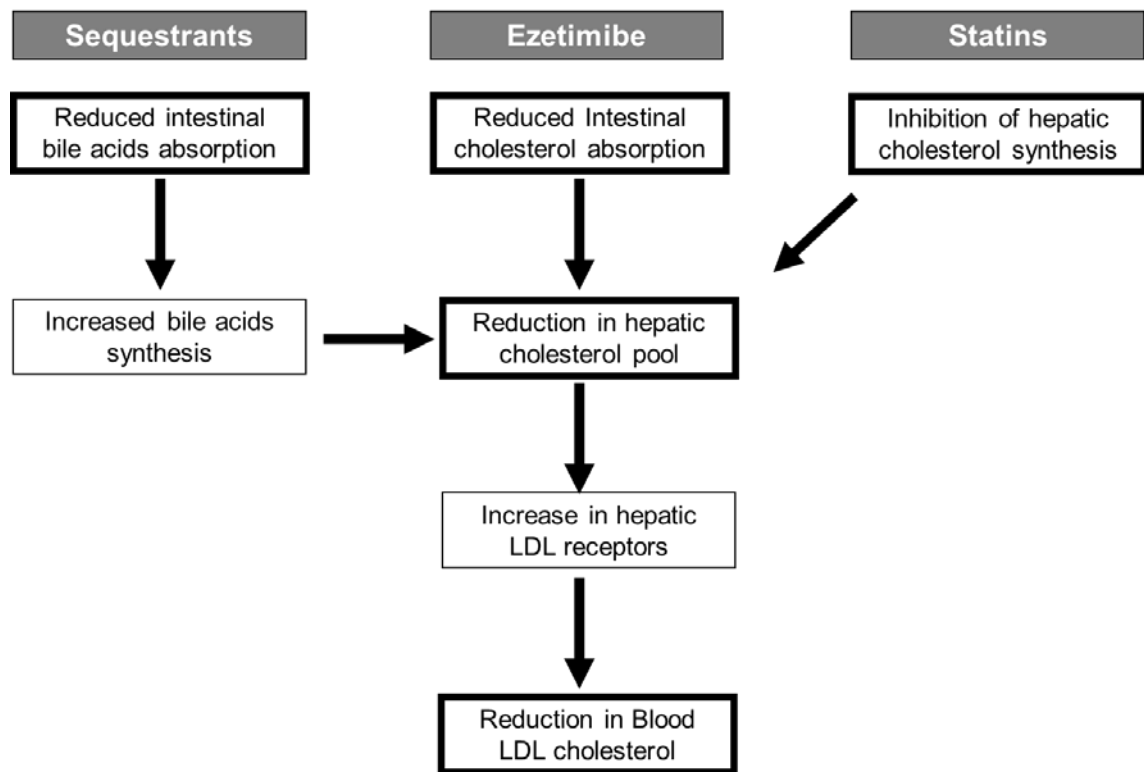 Sequestrants
Ezetimibe
Statins
Reduced intestinal
bile acids absorption
Reduced Intestinal
cholesterol absorption
Inhibition of hepatic
cholesterol synthesis
Increased bile acids
synthesis
Reduction in hepatic
cholesterol pool
Increase in hepatic
LDL receptors
Reduction in Blood
LDL cholesterol